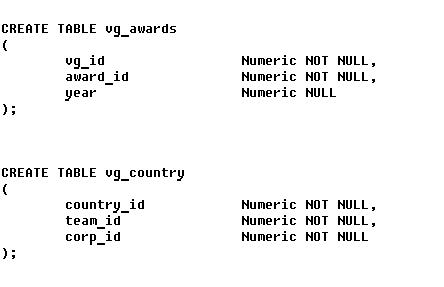 CREATE TABLE vg_awards
(
vg_id Numeric NOT NULL,
award_id Numeric NOT NULL,
year Numeric NULL
);
CREATE TABLE vg_country
(
country_id Numeric NOT NULL,
team_id Numeric NOT NULL,
corp_id Numeric NOT NULL
);